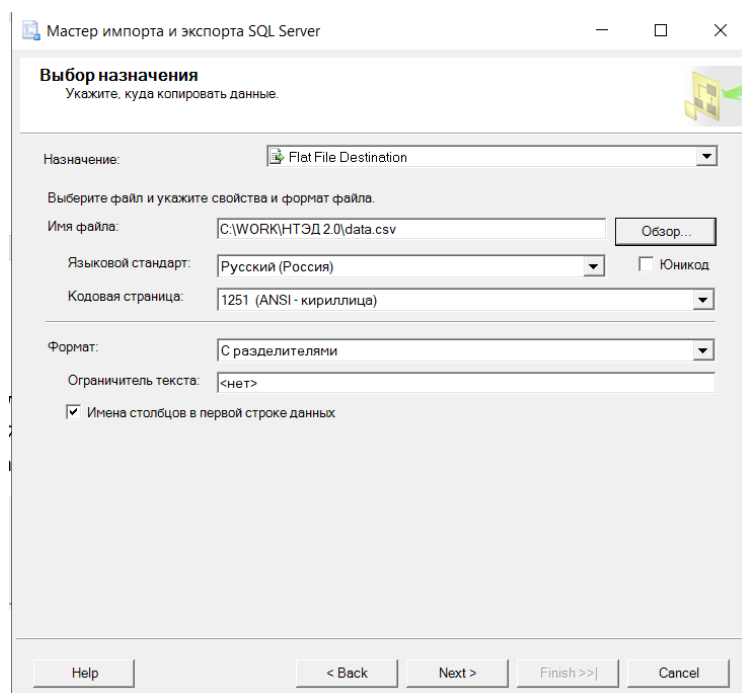 Мастер импорта и экспорта SQL Server
Выбор назначения
Укажите, куда копировать данные.
Назначение: Flat File Destination
Выберите файл и укажите свойства и формат файла.
Имя файла: C:\WORK\НТЭД 2.0\data.csv Обзор...
Языковой стандарт: Русский (Россия) Юникод
Кодовая страница: 1251 (ANSI - кириллица)
Формат: С разделителями
Ограничитель текста: <нет>
Имена столбцов в первой строке данных
Help < Back Next > Finish >>| Cancel